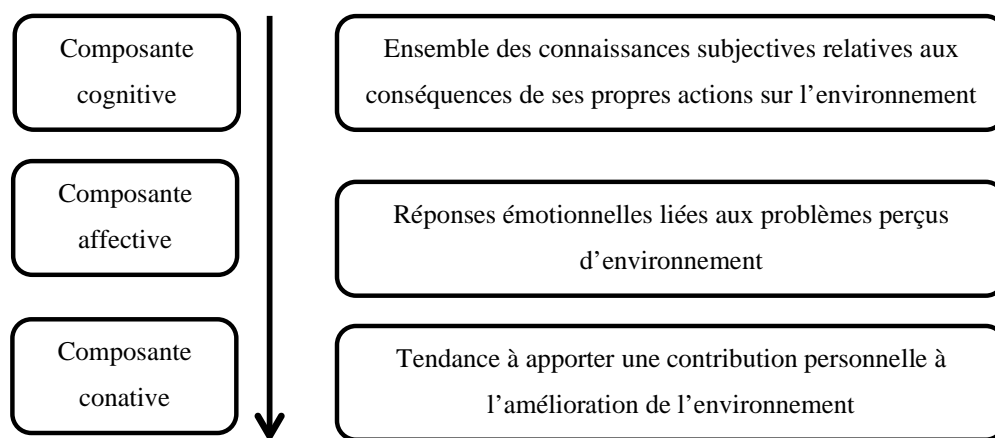 Composante
cognitive
Ensemble des connaissances subjectives relatives aux
conséquences de ses propres actions sur l’environnement
Composante
affective
Réponses émotionnelles liées aux problèmes perçus
d’environnement
Composante
conative
Tendance à apporter une contribution personnelle à
l’amélioration de l’environnement